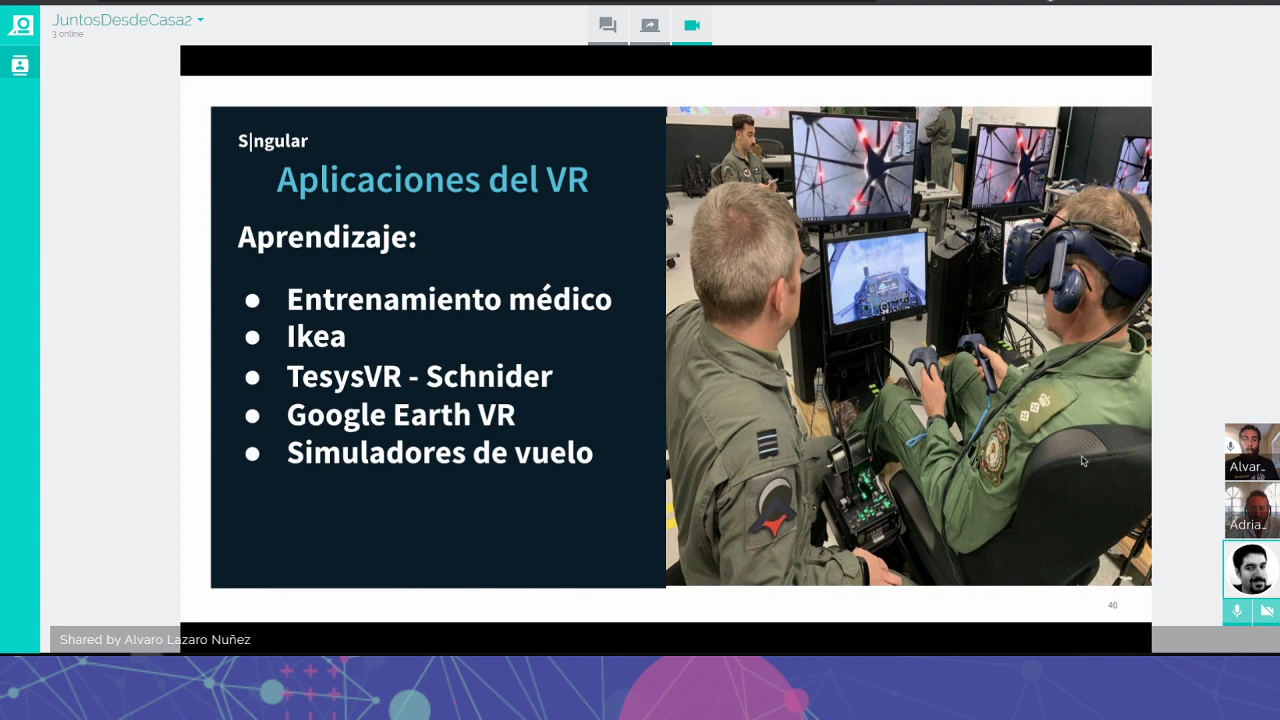 JuntosDesdeCasa2
3 online
S|ngular
Aplicaciones del VR
Aprendizaje:
● Entrenamiento médico
● Ikea
● TesysVR - Schnider
● Google Earth VR
● Simuladores de vuelo
40
Alvar...
Adria...
Shared by Alvaro Lazaro Nuñez